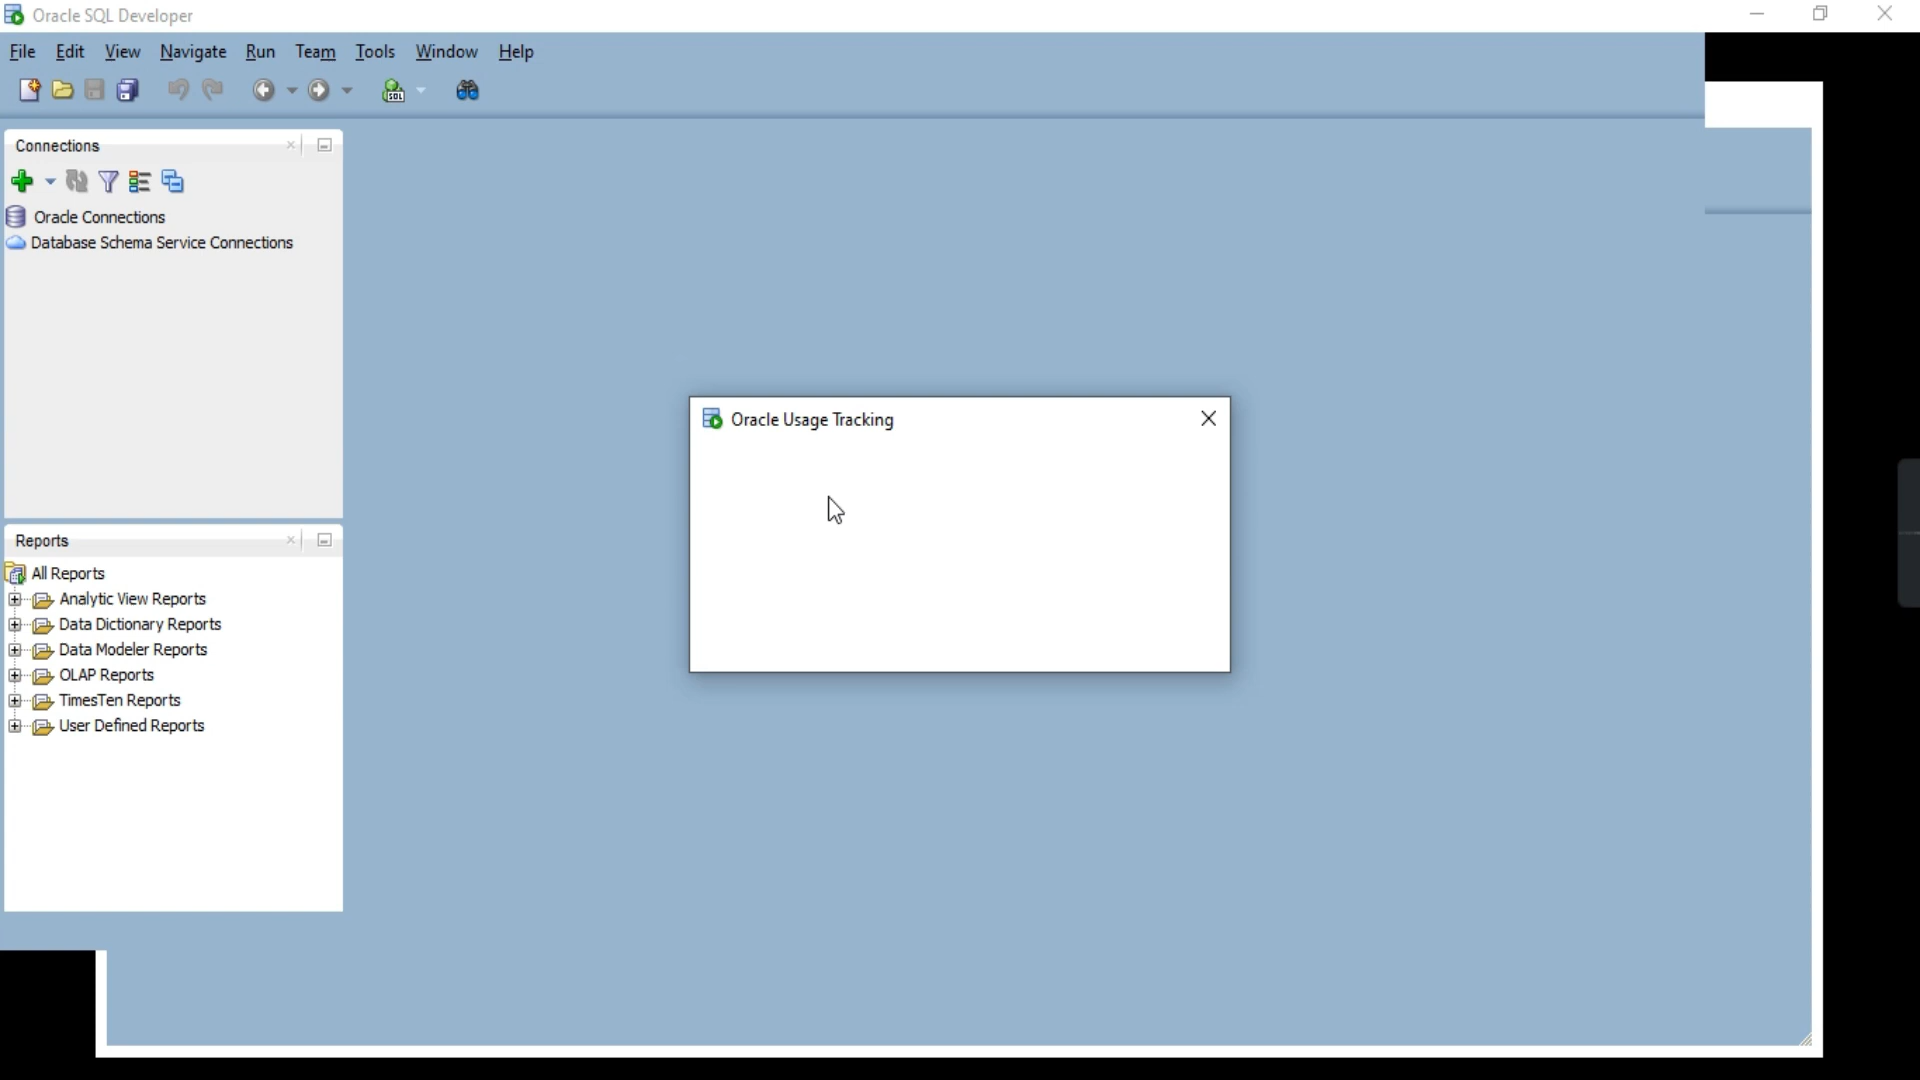 Oracle SQL Developer
File Edit View Navigate Run Team Tools Window Help
SQL
Connections
Oracle Connections
Database Schema Service Connections
Oracle Usage Tracking
Reports
All Reports
Analytic View Reports
Data Dictionary Reports
Data Modeler Reports
OLAP Reports
TimesTen Reports
User Defined Reports